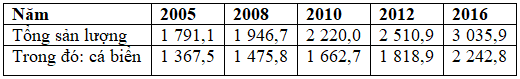 Năm 2005 2008 2010 2012 2016
Tổng sản lượng 1 791,1 1 946,7 2 220,0 2 510,9 3 035,9
Trong đó: cá biển 1 367,5 1 475,8 1 662,7 1 818,9 2 242,8